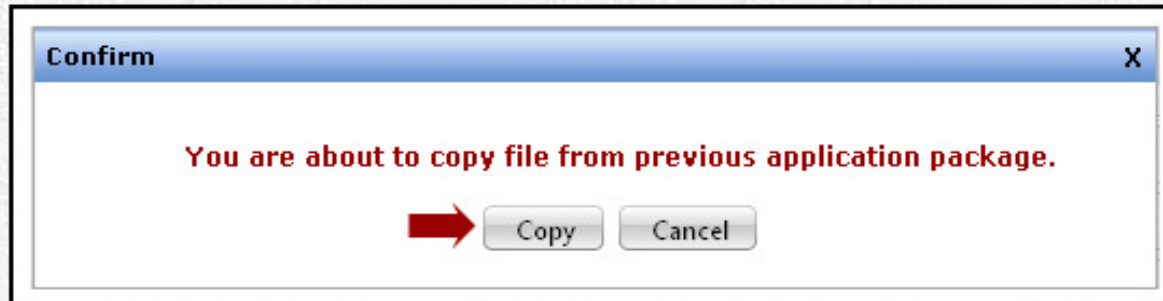 Confirm X
You are about to copy file from previous application package.
Copy Cancel